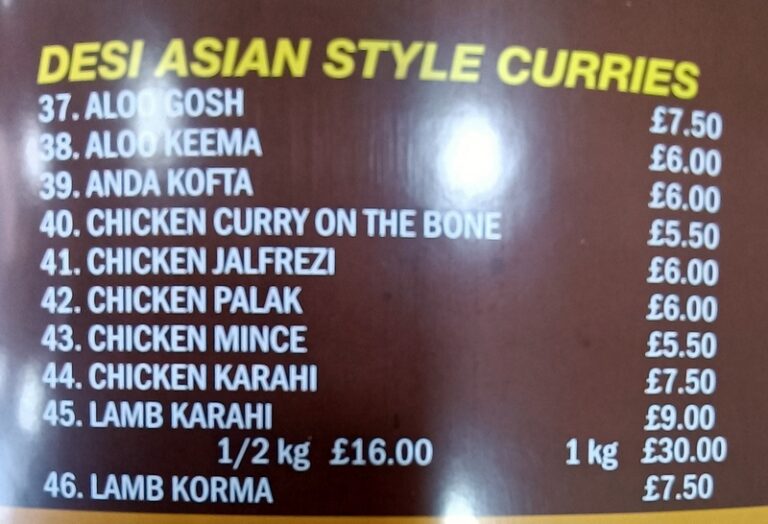 DESI ASIAN STYLE CURRIES
37. ALOO GOSH £7.50
38. ALOO KEEMA £6.00
39. ANDA KOFTA £6.00
40. CHICKEN CURRY ON THE BONE £5.50
41. CHICKEN JALFREZI £6.00
42. CHICKEN PALAK £6.00
43. CHICKEN MINCE £5.50
44. CHICKEN KARAHI £7.50
45. LAMB KARAHI £9.00
1/2 kg £16.00 1 kg £30.00
46. LAMB KORMA £7.50